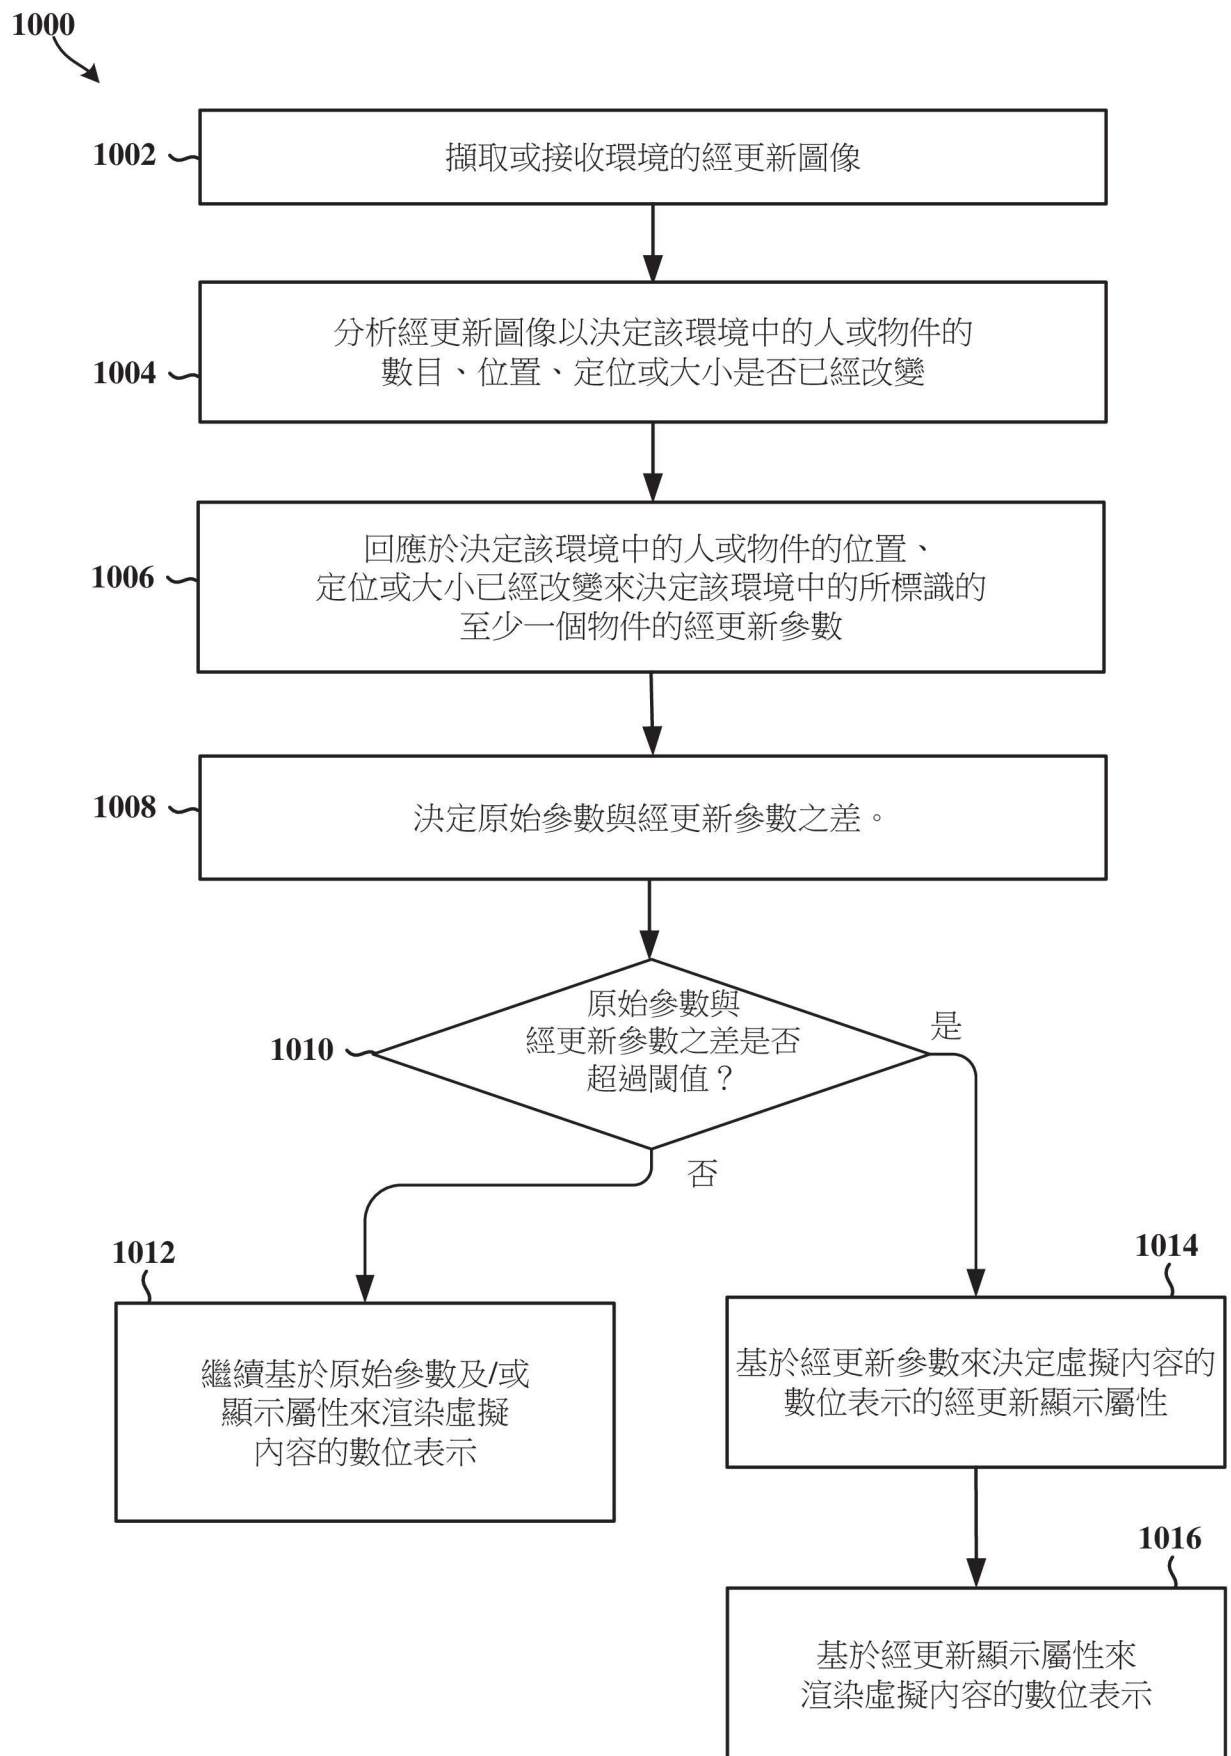 1000
1002
擷取或接收環境的經更新圖像
1004
分析經更新圖像以決定該環境中的人或物件的
數目、位置、定位或大小是否已經改變
1006
回應於決定該環境中的人或物件的位置、
定位或大小已經改變來決定該環境中的所標識的
至少一個物件的經更新參數
1008
決定原始參數與經更新參數之差。
1010
原始參數與
經更新參數之差是否
超過閾值？
是
否
1012
繼續基於原始參數及/或
顯示屬性來渲染虛擬
內容的數位表示
1014
基於經更新參數來決定虛擬內容的
數位表示的經更新顯示屬性
1016
基於經更新顯示屬性來
渲染虛擬內容的數位表示